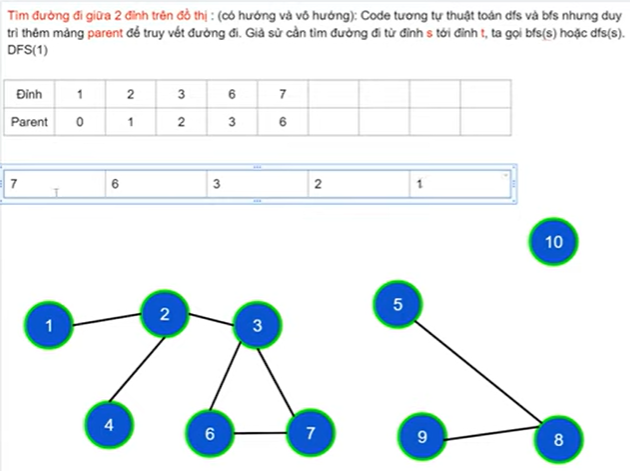 Tìm đường đi giữa 2 đỉnh trên đồ thị : (có hướng và vô hướng): Code tương tự thuật toán dfs và bfs nhưng duy
trì thêm mảng parent để truy vết đường đi. Giả sử cần tìm đường đi từ đỉnh s tới đỉnh t, ta gọi bfs(s) hoặc dfs(s).
DFS(1)
Đỉnh 1 2 3 6 7
Parent 0 1 2 3 6
7 6 3 2 1
10
5
1 2 3
4 6 7 9 8